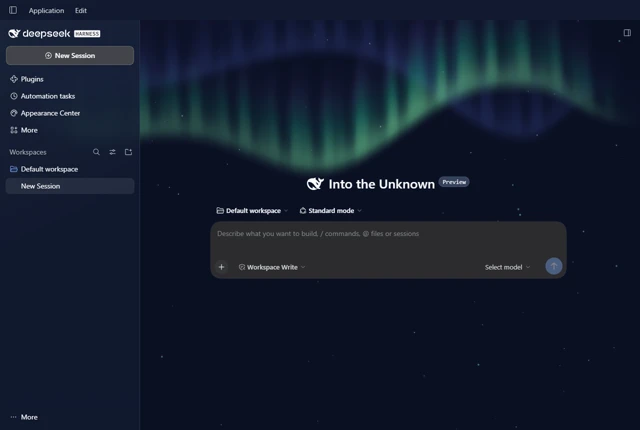 Application Edit
deepseek HARNESS
New Session
Plugins
Automation tasks
Appearance Center
More
Workspaces
Default workspace
New Session
More
Into the Unknown Preview
Default workspace Standard mode
Describe what you want to build, / commands, @ files or sessions
Workspace Write Select model